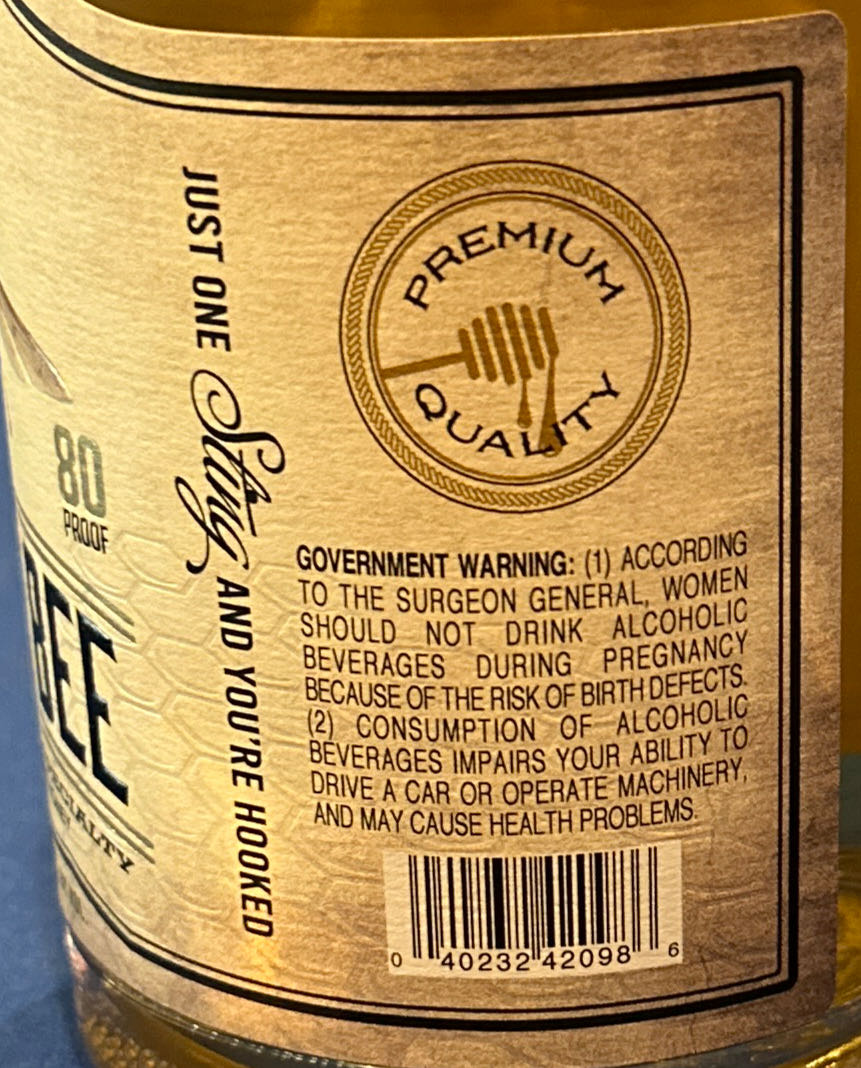 JUST ONE Sting AND YOU'RE HOOKED
PREMIUM
QUALITY
80
PROOF
BEE
GOVERNMENT WARNING: (1) ACCORDING
TO THE SURGEON GENERAL, WOMEN
SHOULD NOT DRINK ALCOHOLIC
BEVERAGES DURING PREGNANCY
BECAUSE OF THE RISK OF BIRTH DEFECTS.
(2) CONSUMPTION OF ALCOHOLIC
BEVERAGES IMPAIRS YOUR ABILITY TO
DRIVE A CAR OR OPERATE MACHINERY,
AND MAY CAUSE HEALTH PROBLEMS.
0 40232 42098 6